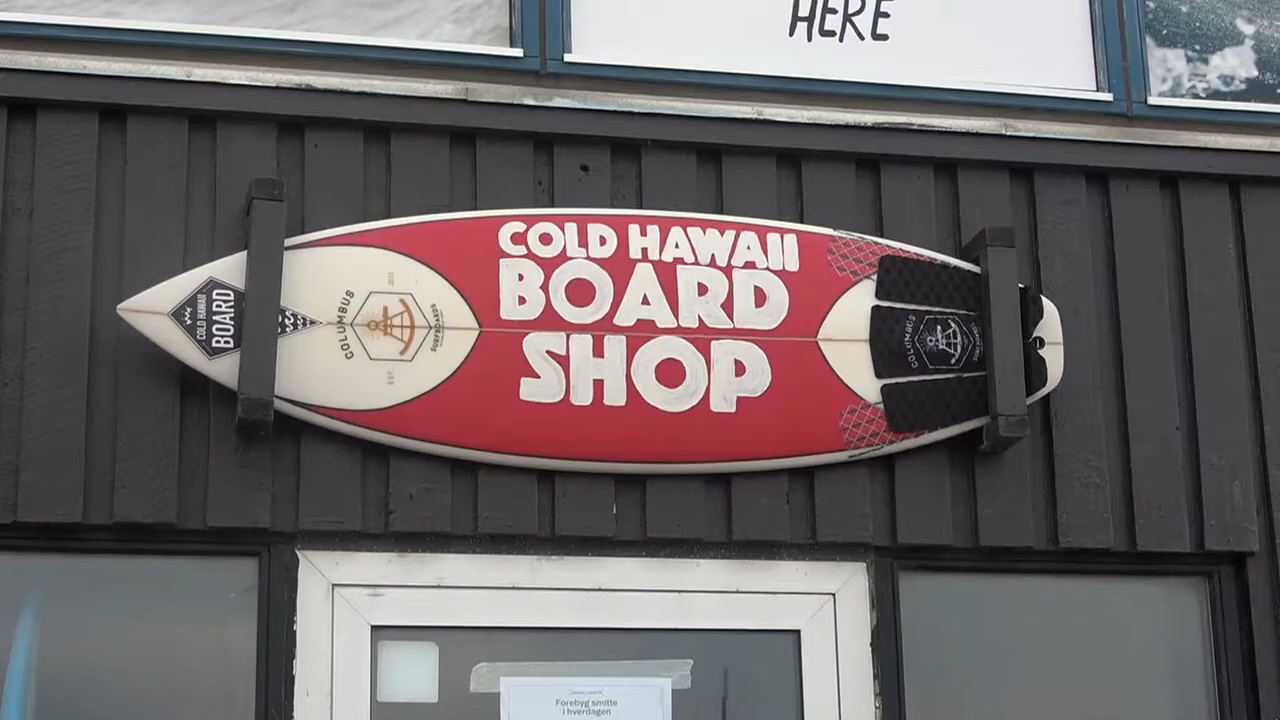 HERE
COLD HAWAII
BOARD
SHOP
COLD HAWAII
BOARD
COLUMBUS
SURFBOARDS
EST.
COLUMBUS
Forebyg smitte
i hverdagen